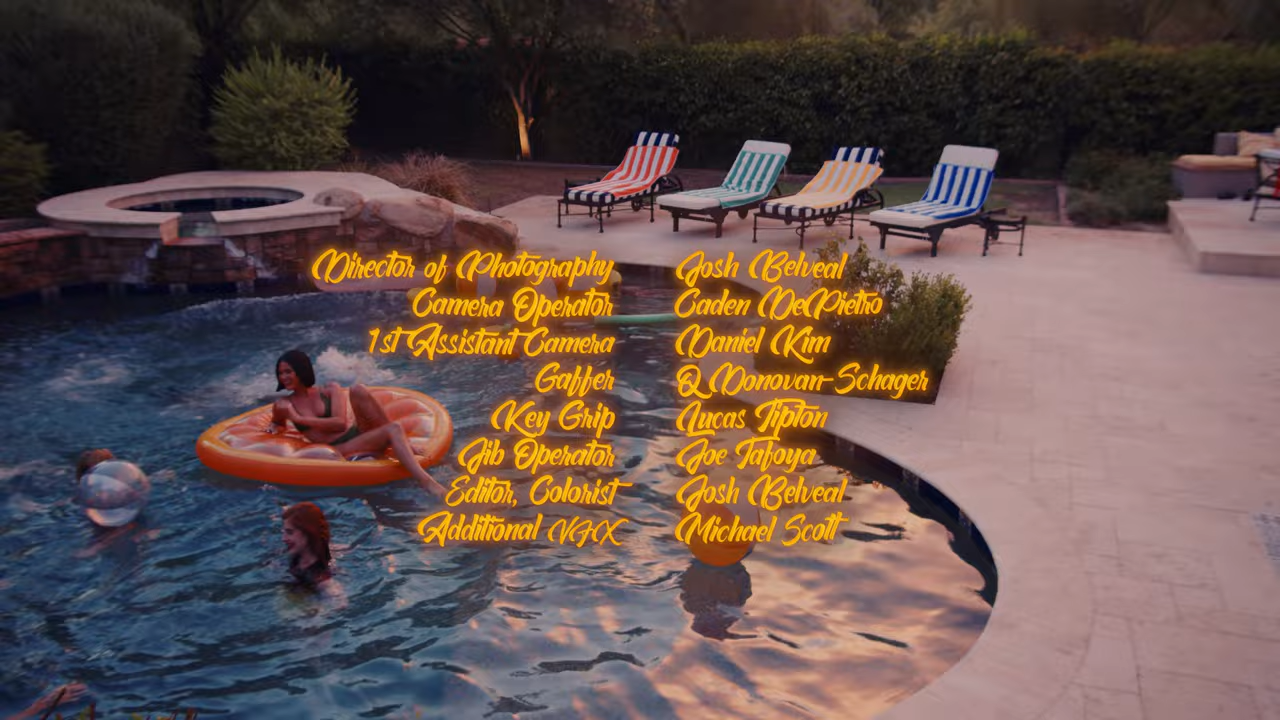 Director of Photography Josh Belveal
Camera Operator Caden DePietro
1st Assistant Camera Daniel Kim
Gaffer Q Donovan-Schager
Key Grip Lucas Tipton
Jib Operator Joe Tafoya
Editor, Colorist Josh Belveal
Additional VFX Michael Scott